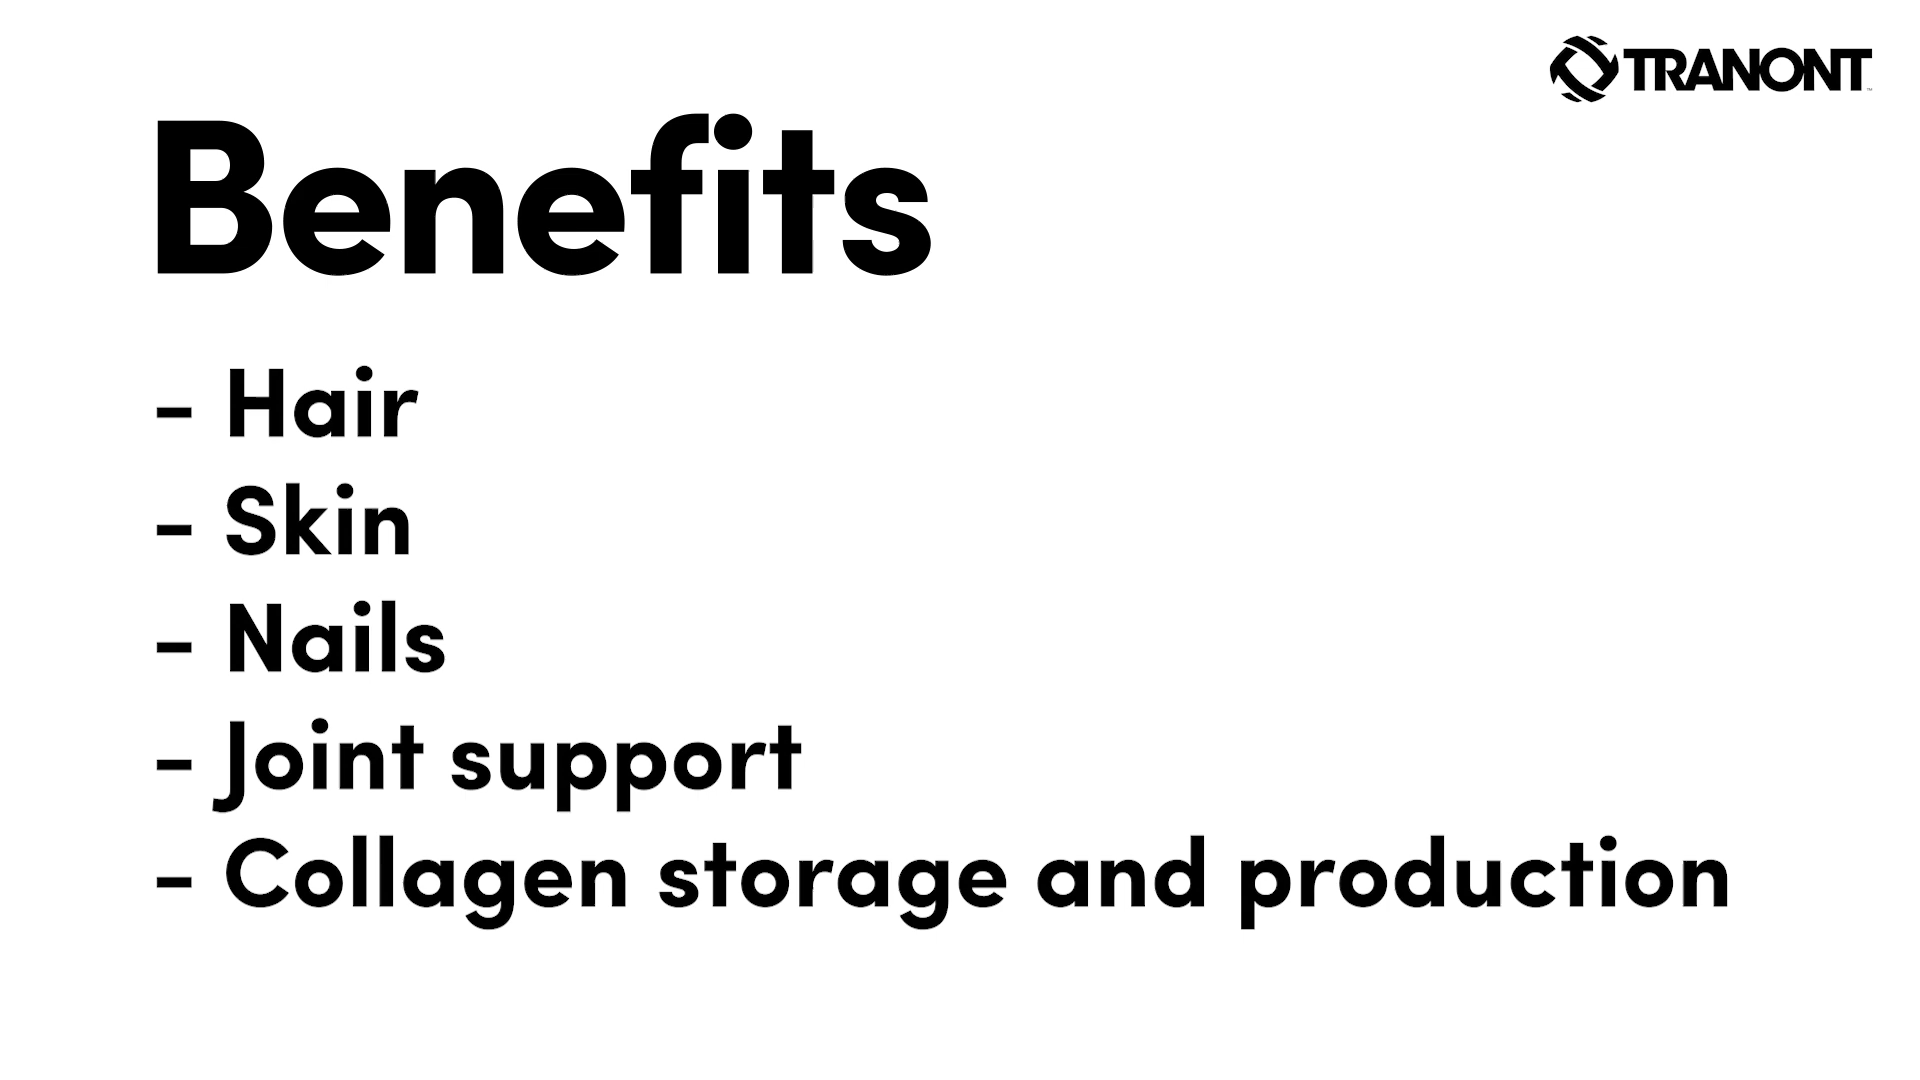 TRANONT
Benefits
- Hair
- Skin
- Nails
- Joint support
- Collagen storage and production